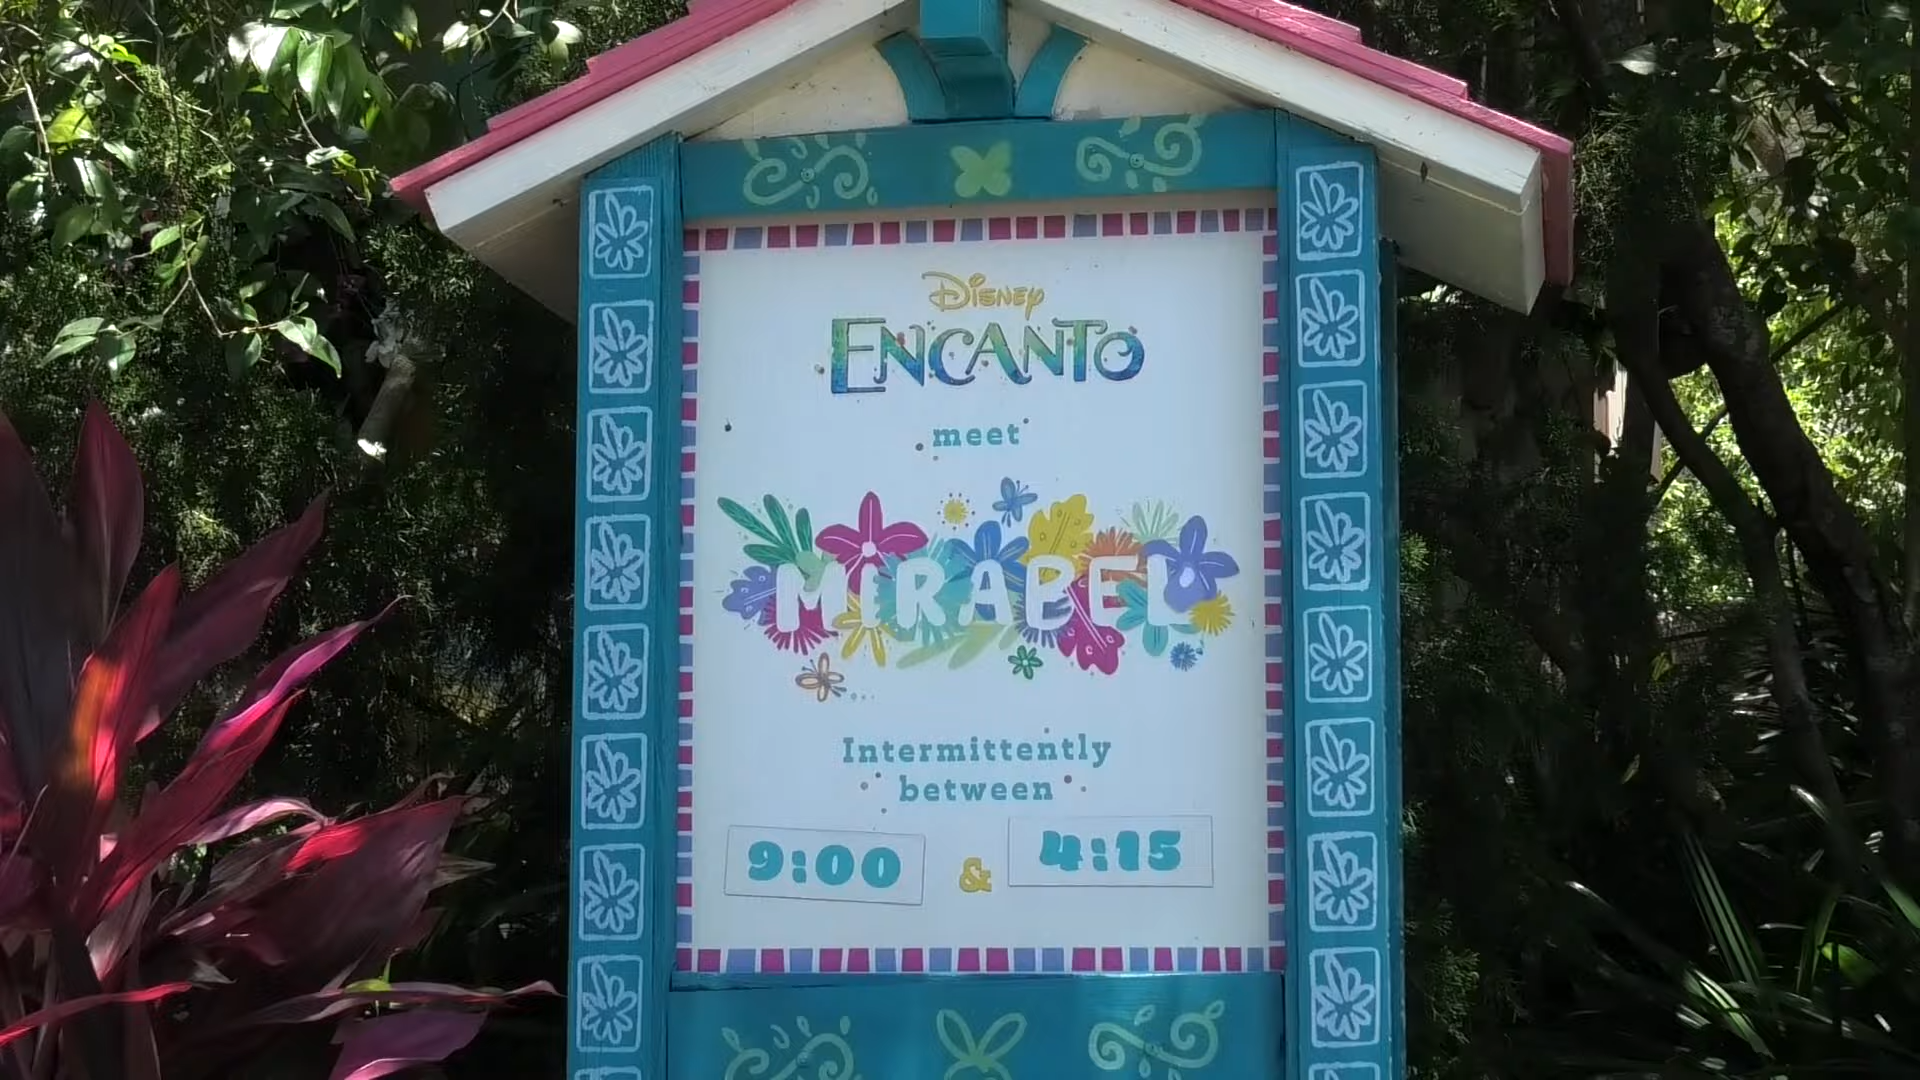 Disney
ENCANTO
meet
MIRABEL
Intermittently
between
9:00 & 4:15